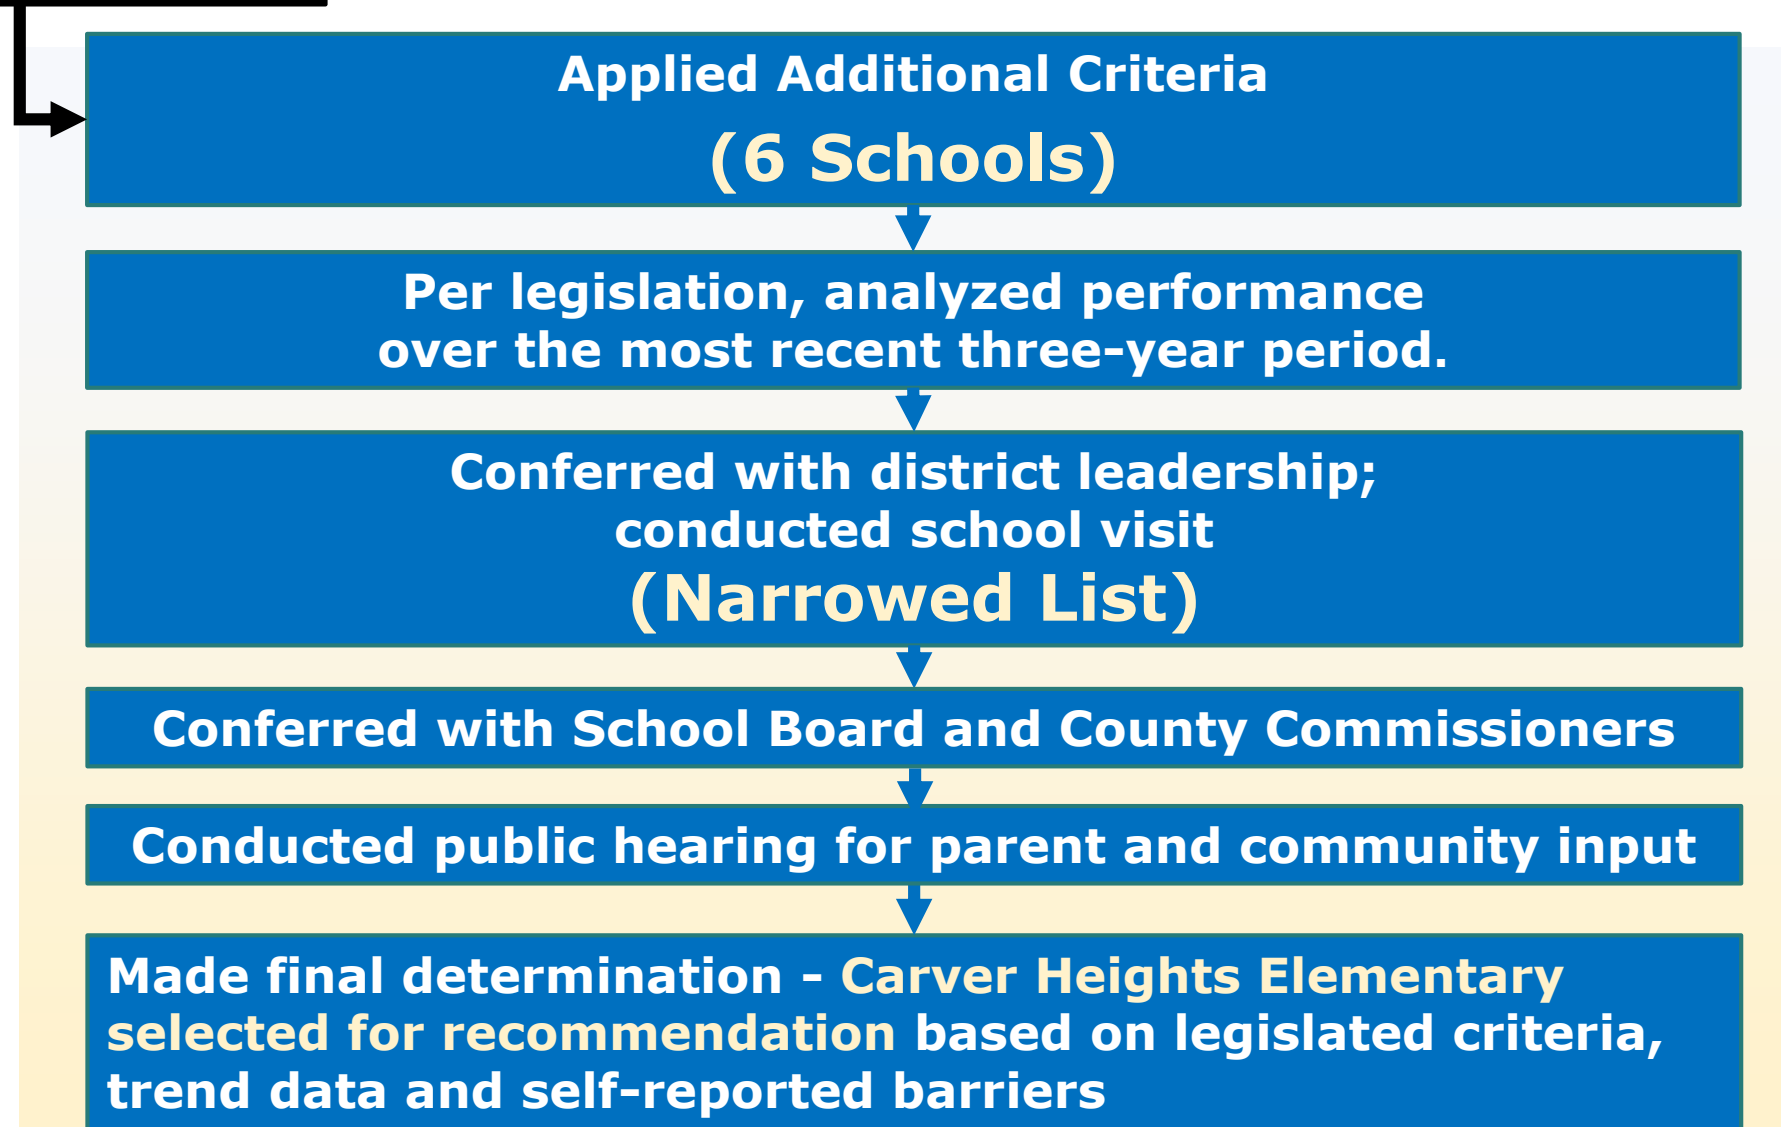 Applied Additional Criteria
(6 Schools)
Per legislation, analyzed performance
over the most recent three-year period.
Conferred with district leadership;
conducted school visit
(Narrowed List)
Conferred with School Board and County Commissioners
Conducted public hearing for parent and community input
Made final determination – Carver Heights Elementary
selected for recommendation based on legislated criteria,
trend data and self-reported barriers